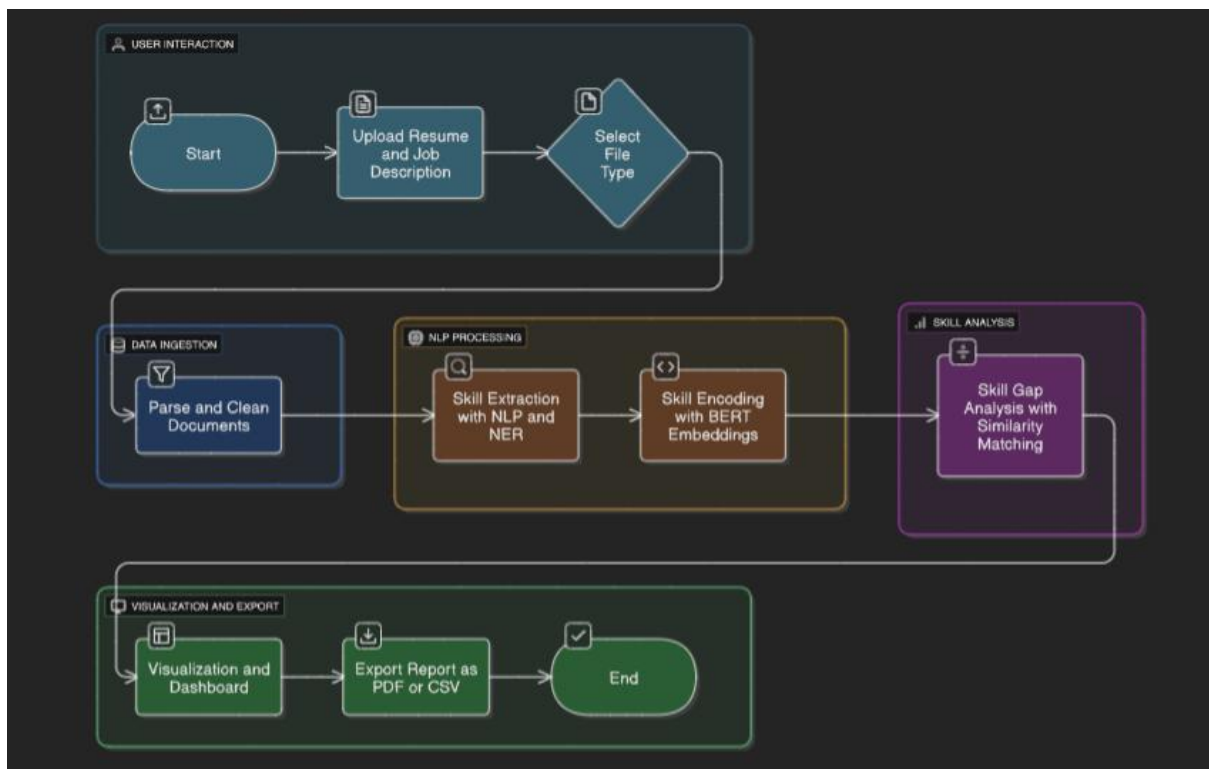 USER INTERACTION
Start
Upload Resume
and Job
Description
Select
File
Type
DATA INGESTION
Parse and Clean
Documents
NLP PROCESSING
Skill Extraction
with NLP and
NER
Skill Encoding
with BERT
Embeddings
SKILL ANALYSIS
Skill Gap
Analysis with
Similarity
Matching
VISUALIZATION AND EXPORT
Visualization and
Dashboard
Export Report as
PDF or CSV
End